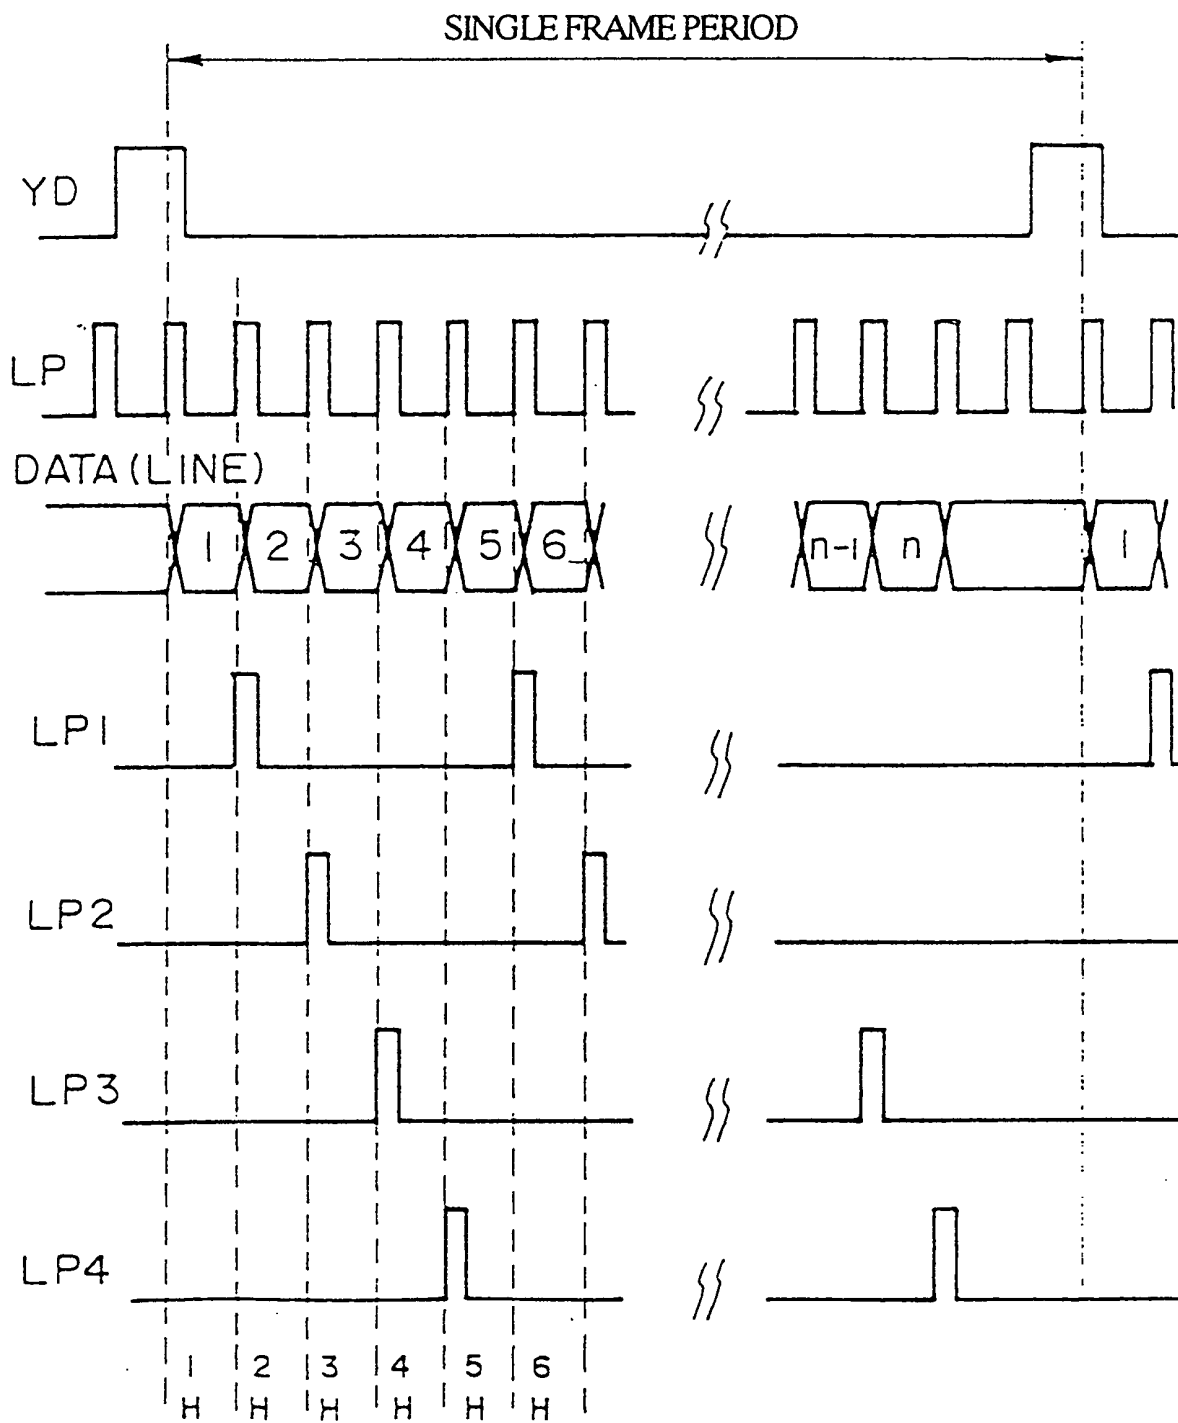 SINGLE FRAME PERIOD
YD
LP
DATA (LINE)
1 2 3 4 5 6 n-1 n 1
LP1
LP2
LP3
LP4
1 2 3 4 5 6
H H H H H H